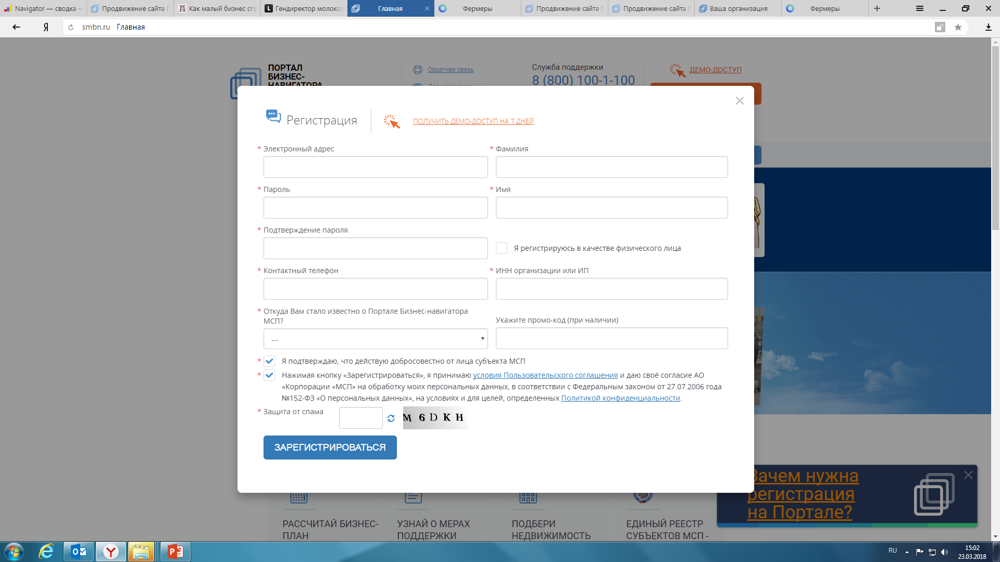 Navigator — сводка —
Продвижение сайта
Как малый бизнес
Гендиректор
Главная
Фермеры
Продвижение сайта
Продвижение сайта
Ваша организация
Фермеры
smbn.ru Главная
ПОРТАЛ
БИЗНЕС-
НАВИГАТОРА
Обратная связь
Служба поддержки
8 (800) 100-1-100
ДЕМО-ДОСТУП
Регистрация
ПОЛУЧИТЬ ДЕМО-ДОСТУП НА 7 ДНЕЙ
* Электронный адрес
* Фамилия
* Пароль
* Имя
* Подтверждение пароля
Я регистрируюсь в качестве физического лица
* Контактный телефон
* ИНН организации или ИП
* Откуда Вам стало известно о Портале Бизнес-навигатора
МСП?
---
Укажите промо-код (при наличии)
* Я подтверждаю, что действую добросовестно от лица субъекта МСП
* Нажимая кнопку «Зарегистрироваться», я принимаю условия Пользовательского соглашения и даю своё согласие АО
«Корпорации «МСП» на обработку моих персональных данных, в соответствии с Федеральным законом от 27.07.2006 года
№152-ФЗ «О персональных данных», на условиях и для целей, определенных Политикой конфиденциальности.
* Защита от спама
M 6 D K H
ЗАРЕГИСТРИРОВАТЬСЯ
Зачем нужна
регистрация
на Портале?
РАССЧИТАЙ БИЗНЕС-
ПЛАН
УЗНАЙ О МЕРАХ
ПОДДЕРЖКИ
ПОДБЕРИ
НЕДВИЖИМОСТЬ
ЕДИНЫЙ РЕЕСТР
СУБЪЕКТОВ МСП -
RU
15:02
23.03.2018